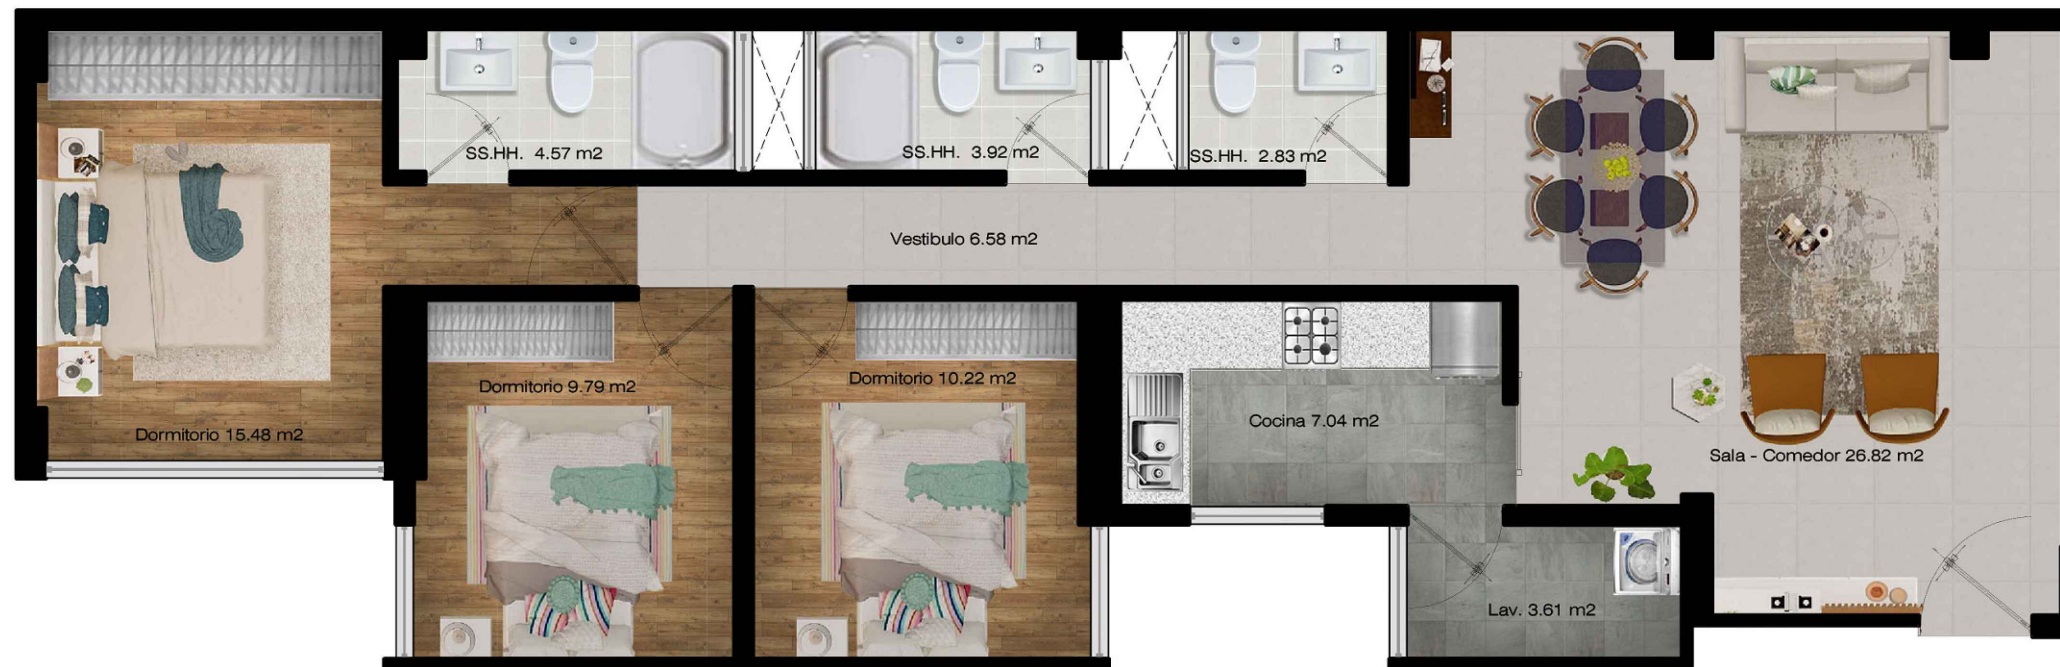 SS.HH. 4.57 m2
SS.HH. 3.92 m2
SS.HH. 2.83 m2
Vestibulo 6.58 m2
Dormitorio 9.79 m2
Dormitorio 10.22 m2
Cocina 7.04 m2
Dormitorio 15.48 m2
Sala - Comedor 26.82 m2
Lav. 3.61 m2